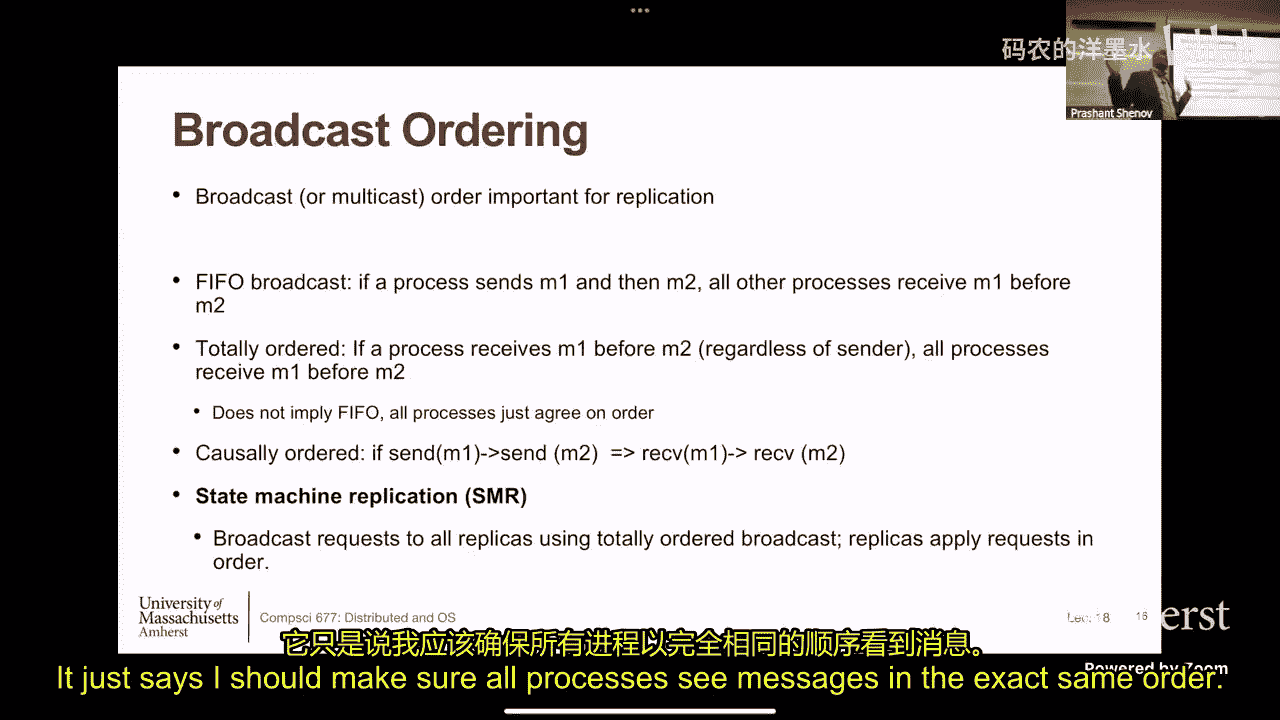 码农的洋墨水
Prashant Shenoy
Broadcast Ordering
• Broadcast (or multicast) order important for replication
• FIFO broadcast: if a process sends m1 and then m2, all other processes receive m1 before
m2
• Totally ordered: If a process receives m1 before m2 (regardless of sender), all processes
receive m1 before m2
• Does not imply FIFO, all processes just agree on order
• Causally ordered: if send(m1)->send (m2) => recv(m1)-> recv (m2)
• State machine replication (SMR)
• Broadcast requests to all replicas using totally ordered broadcast; replicas apply requests in
order.
University of
Massachusetts
Amherst
Compsci 677: Distributed and OS
Lec. 18
16
erst
它只是说我应该确保所有进程以完全相同的顺序看到消息。
Powered by Zoom
It just says I should make sure all processes see messages in the exact same order.